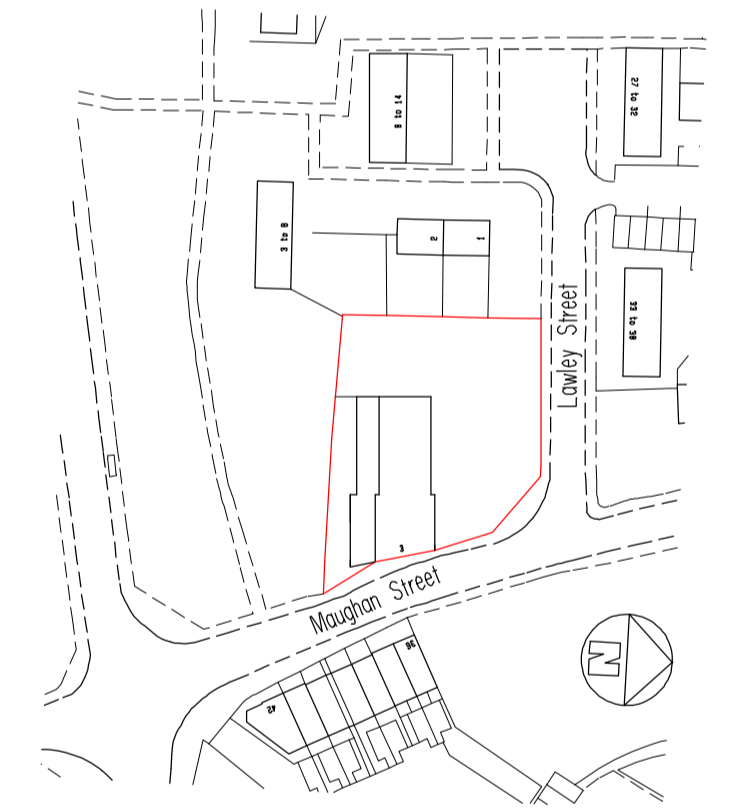 8 to 14
27 to 32
3 to 8
2
1
33 to 38
Lawley Street
3
Maughan Street
36
42
N